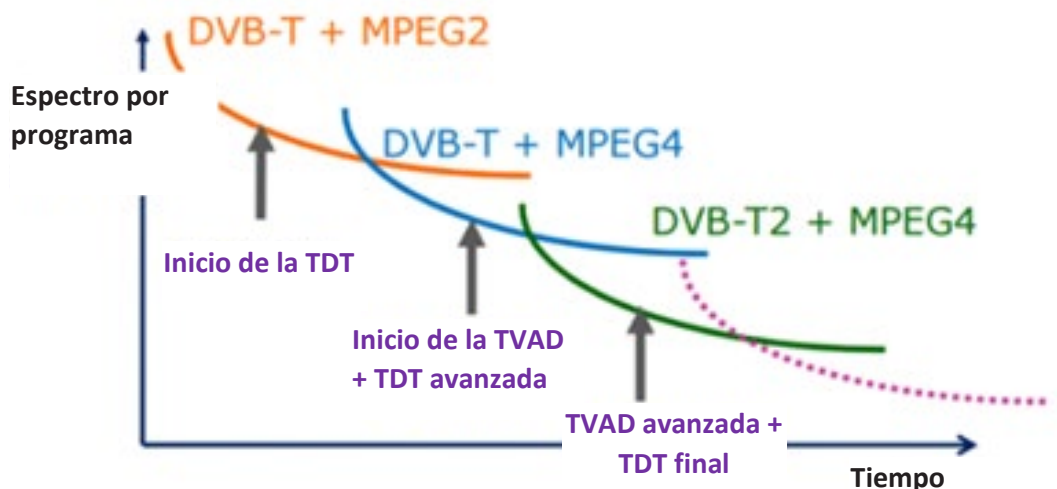 DVB-T + MPEG2
Espectro por
programa
DVB-T + MPEG4
DVB-T2 + MPEG4
Inicio de la TDT
Inicio de la TVAD
+ TDT avanzada
TVAD avanzada +
TDT final
Tiempo